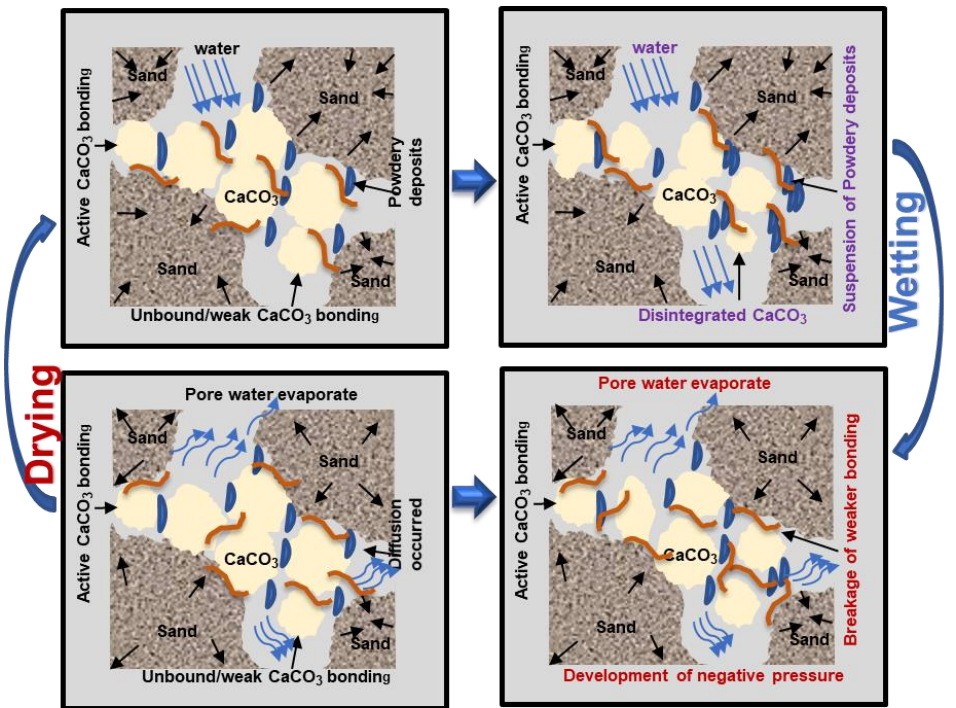 water
Sand
Sand
Active CaCO₃ bonding
Powdery
deposits
CaCO₃
Sand
Sand
Unbound/weak CaCO₃ bonding
water
Sand
Sand
Active CaCO₃ bonding
Suspension of Powdery deposits
CaCO₃
Sand
Sand
Disintegrated CaCO₃
Wetting
Drying
Pore water evaporate
Sand
Sand
Active CaCO₃ bonding
Diffusion
occurred
CaCO₃
Sand
Sand
Unbound/weak CaCO₃ bonding
Pore water evaporate
Sand
Sand
Active CaCO₃ bonding
Breakage of weaker bonding
CaCO₃
Sand
Sand
Development of negative pressure